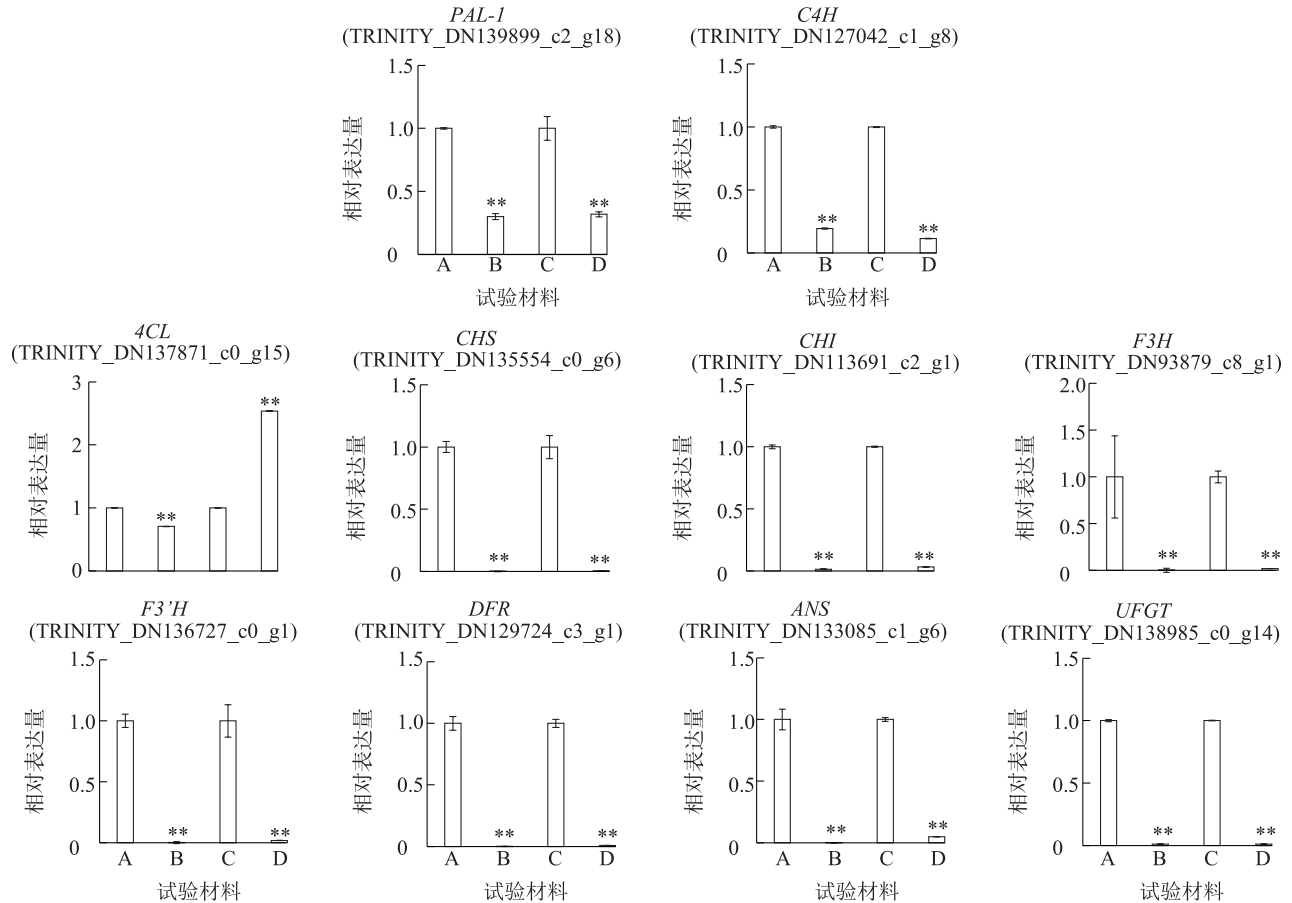 PAL-1
(TRINITY_DN139899_c2_g18)
1.5
1.0
0.5
0
相对表达量
**
**
A B C D
试验材料
C4H
(TRINITY_DN127042_c1_g8)
1.5
1.0
0.5
0
相对表达量
**
**
A B C D
试验材料
4CL
(TRINITY_DN137871_c0_g15)
3
2
1
0
相对表达量
**
**
CHS
(TRINITY_DN135554_c0_g6)
1.5
1.0
0.5
0
相对表达量
**
**
CHI
(TRINITY_DN113691_c2_g1)
1.5
1.0
0.5
0
相对表达量
**
**
F3H
(TRINITY_DN93879_c8_g1)
2.0
1.5
1.0
0.5
0
相对表达量
**
**
F3’H
(TRINITY_DN136727_c0_g1)
1.5
1.0
0.5
0
相对表达量
**
**
A B C D
试验材料
DFR
(TRINITY_DN129724_c3_g1)
1.5
1.0
0.5
0
相对表达量
**
**
A B C D
试验材料
ANS
(TRINITY_DN133085_c1_g6)
1.5
1.0
0.5
0
相对表达量
**
**
A B C D
试验材料
UFGT
(TRINITY_DN138985_c0_g14)
1.5
1.0
0.5
0
相对表达量
**
**
A B C D
试验材料